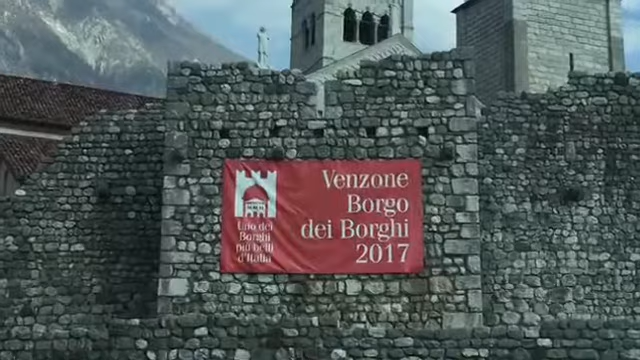 Venzone
Borgo
dei Borghi
2017
Uno dei
Borghi
più belli
d'Italia